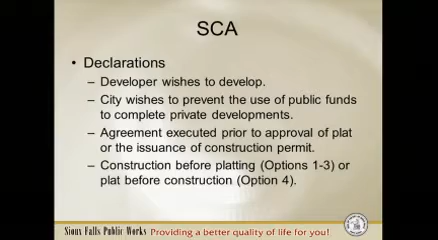 SCA
• Declarations
– Developer wishes to develop.
– City wishes to prevent the use of public funds
to complete private developments.
– Agreement executed prior to approval of plat
or the issuance of construction permit.
– Construction before platting (Options 1-3) or
plat before construction (Option 4).
Sioux Falls Public Works Providing a better quality of life for you!